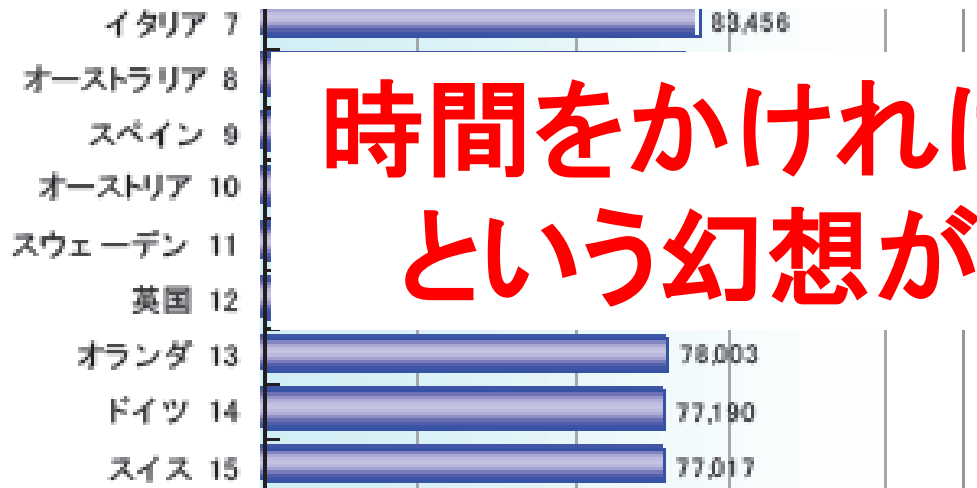 イタリア 7 83,456
オーストラリア 8
スペイン 9
時間をかければ
オーストリア 10
スウェーデン 11
という幻想が
英国 12
オランダ 13 78,003
ドイツ 14 77,190
スイス 15 77,017